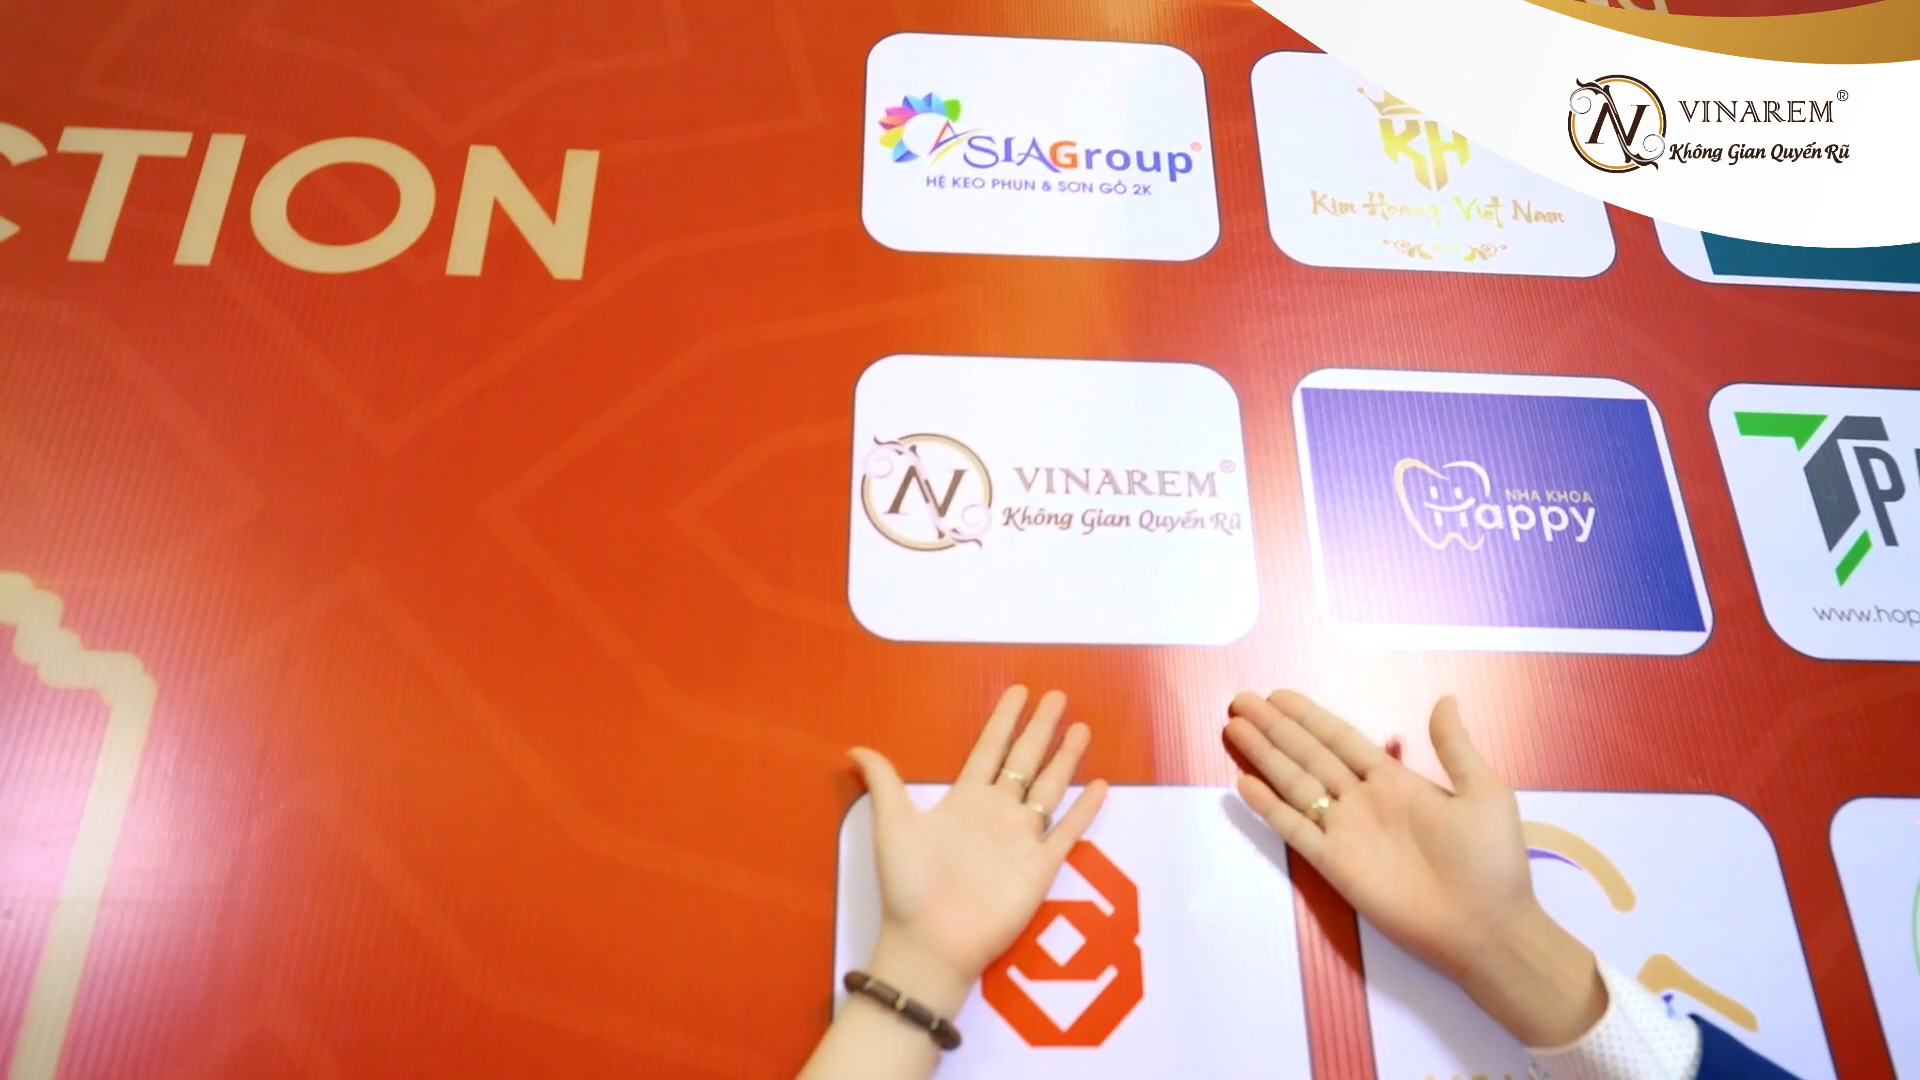 CTION
ASIAGroup®
HỆ KEO PHUN & SƠN GỖ 2K
KH
Kim Hoàng Việt Nam
N VINAREM®
Không Gian Quyến Rũ
N VINAREM®
Không Gian Quyến Rũ
NHA KHOA
Happy
P
www.hop